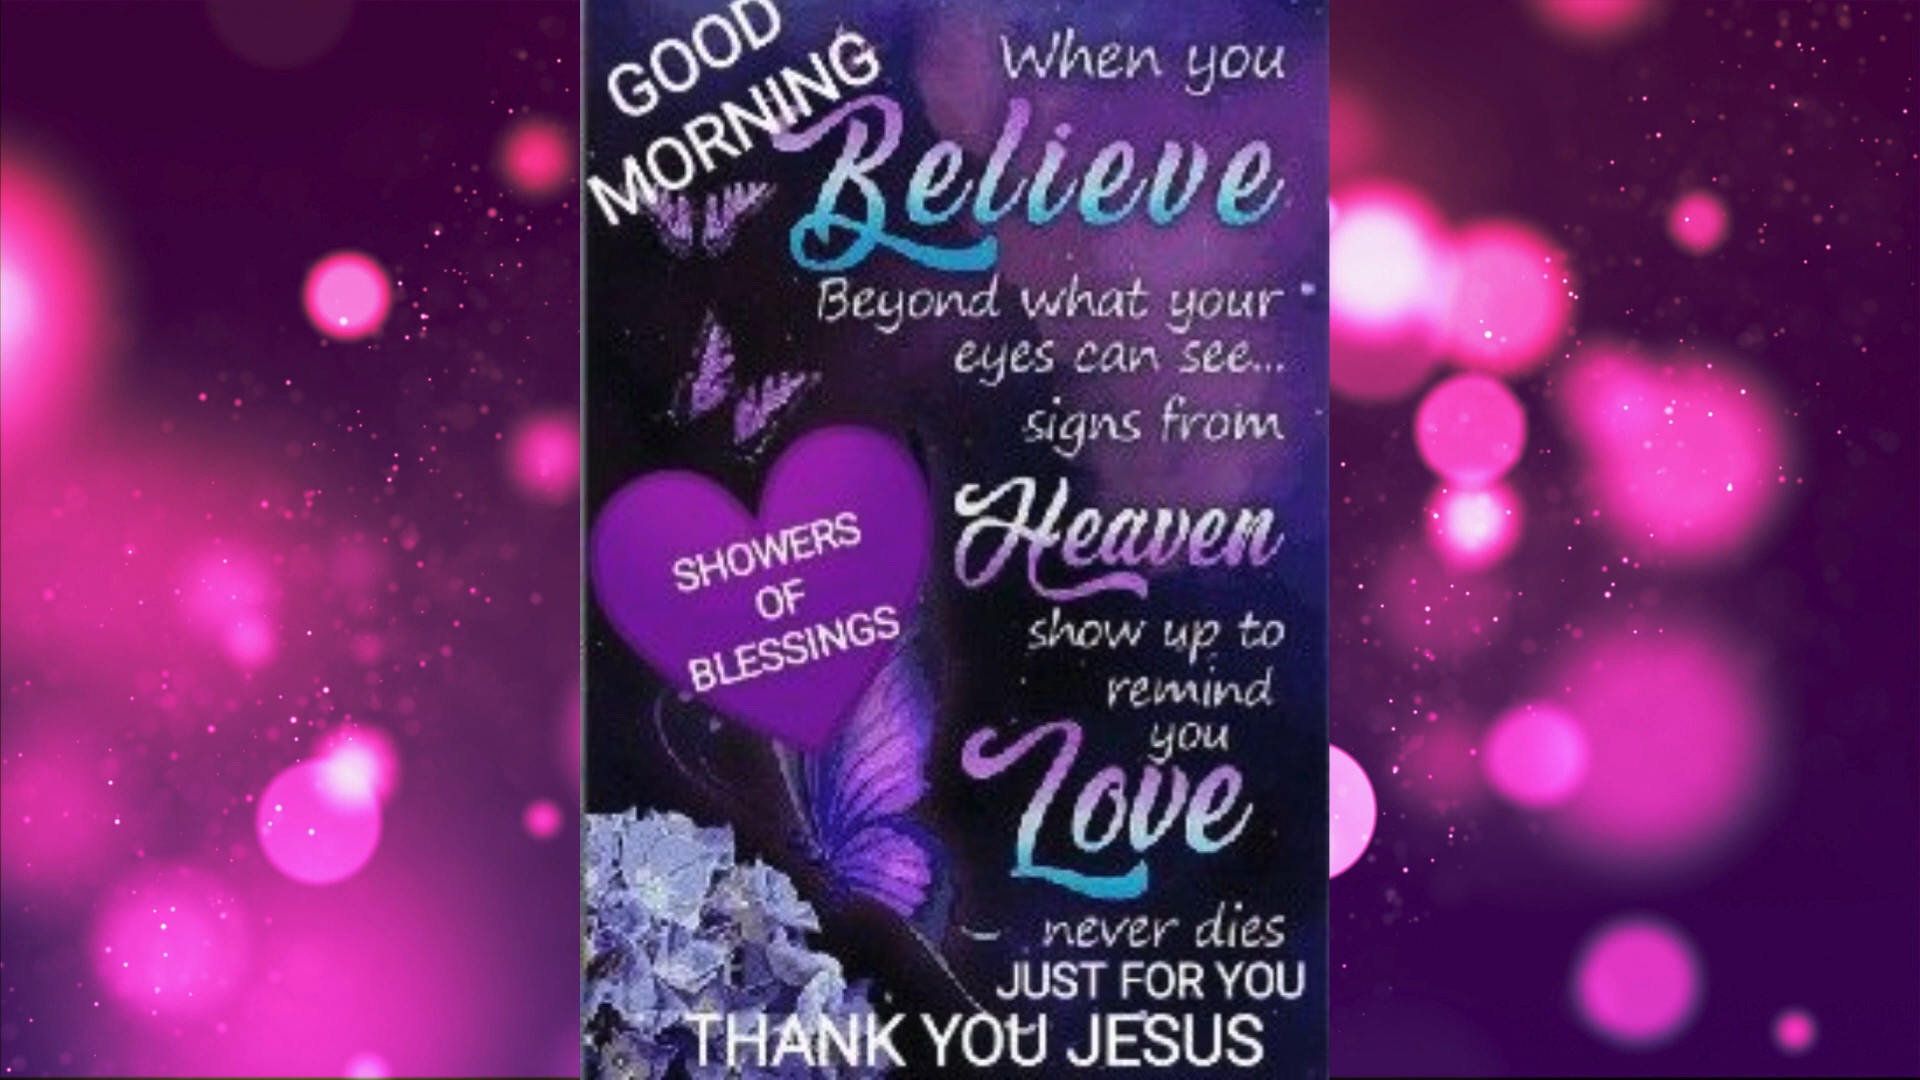 GOOD
MORNING
When you
Believe
Beyond what your
eyes can see...
signs from
Heaven
show up to
remind
you
Love
never dies
SHOWERS
OF
BLESSINGS
JUST FOR YOU
THANK YOU JESUS